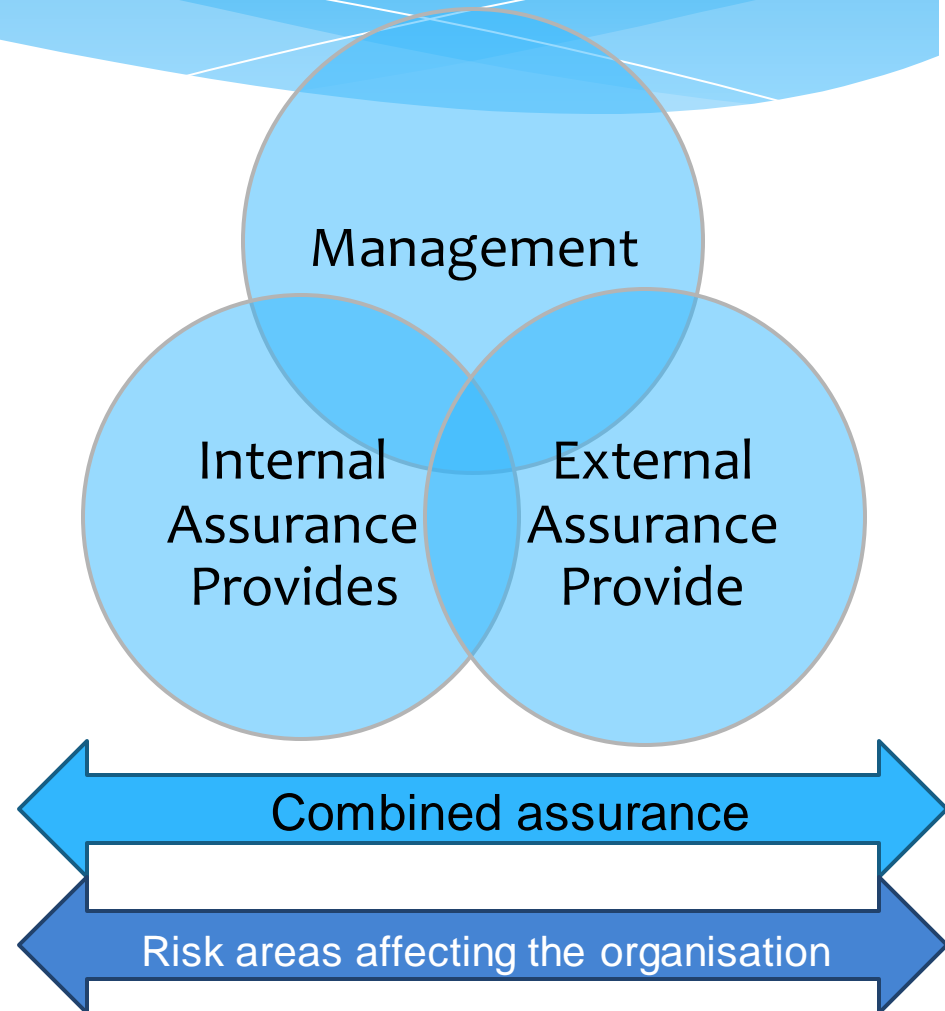 Management
Internal
Assurance
Provides
External
Assurance
Provide
Combined assurance
Risk areas affecting the organisation